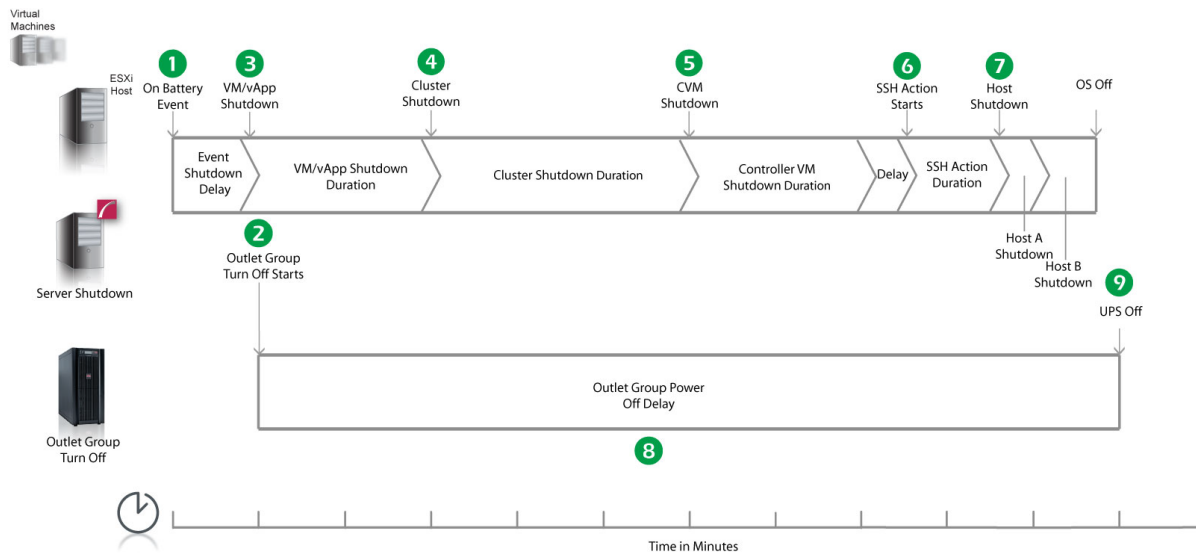 Virtual
Machines
ESXi
Host
1
On Battery
Event
3
VM/vApp
Shutdown
4
Cluster
Shutdown
5
CVM
Shutdown
6
SSH Action
Starts
7
Host
Shutdown
OS Off
Event
Shutdown
Delay
VM/vApp Shutdown
Duration
Cluster Shutdown Duration
Controller VM
Shutdown Duration
Delay
SSH Action
Duration
Host A
Shutdown
Host B
Shutdown
Server Shutdown
2
Outlet Group
Turn Off Starts
9
UPS Off
Outlet Group Power
Off Delay
8
Outlet Group
Turn Off
Time in Minutes